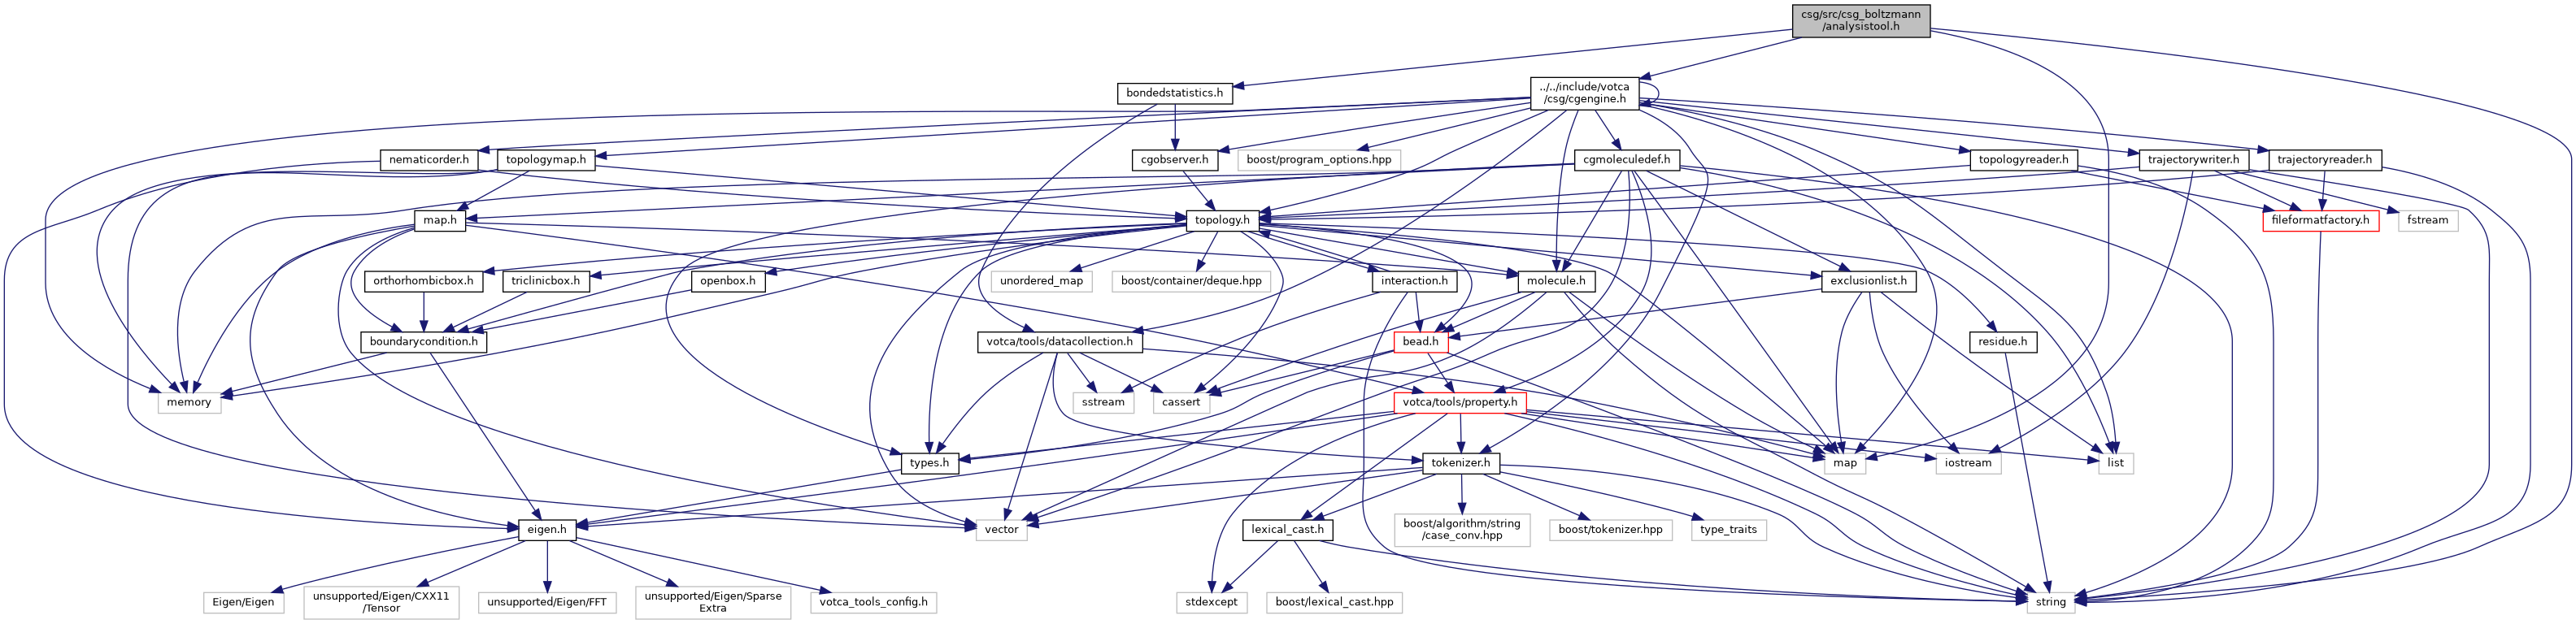 csg/src/csg_boltzmann
/analysistool.h
bondedstatistics.h
../../include/votca
/csg/cgengine.h
nematicorder.h
topologymap.h
cgobserver.h
boost/program_options.hpp
cgmoleculedef.h
topologyreader.h
trajectorywriter.h
trajectoryreader.h
map.h
topology.h
fileformatfactory.h
fstream
orthorhombicbox.h
triclinicbox.h
openbox.h
unordered_map
boost/container/deque.hpp
interaction.h
molecule.h
exclusionlist.h
boundarycondition.h
votca/tools/datacollection.h
bead.h
residue.h
memory
sstream
cassert
votca/tools/property.h
types.h
tokenizer.h
map
iostream
list
eigen.h
vector
lexical_cast.h
boost/algorithm/string
/case_conv.hpp
boost/tokenizer.hpp
type_traits
Eigen/Eigen
unsupported/Eigen/CXX11
/Tensor
unsupported/Eigen/FFT
unsupported/Eigen/Sparse
Extra
votca_tools_config.h
stdexcept
boost/lexical_cast.hpp
string